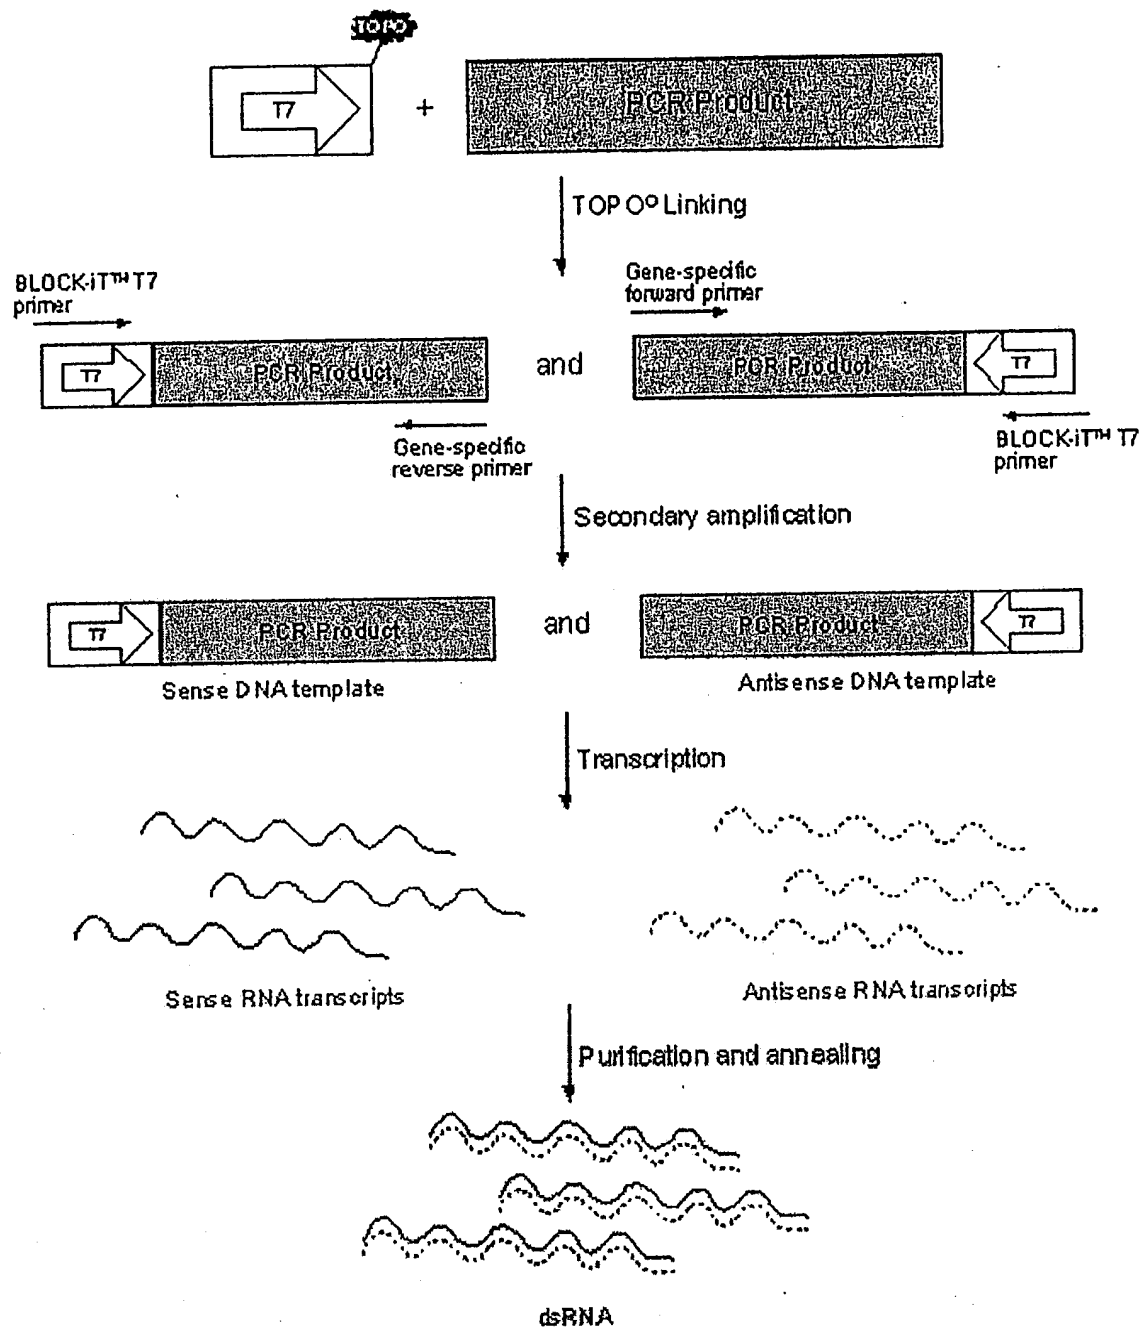 TOPO
T7
+
PCR Product
TOPO® Linking
BLOCK-iT™ T7
primer
Gene-specific
forward primer
T7
PCR Product
and
PCR Product
T7
Gene-specific
reverse primer
BLOCK-iT™ T7
primer
Secondary amplification
T7
PCR Product
and
PCR Product
T7
Sense DNA template
Antisense DNA template
Transcription
Sense RNA transcripts
Antisense RNA transcripts
Purification and annealing
dsRNA